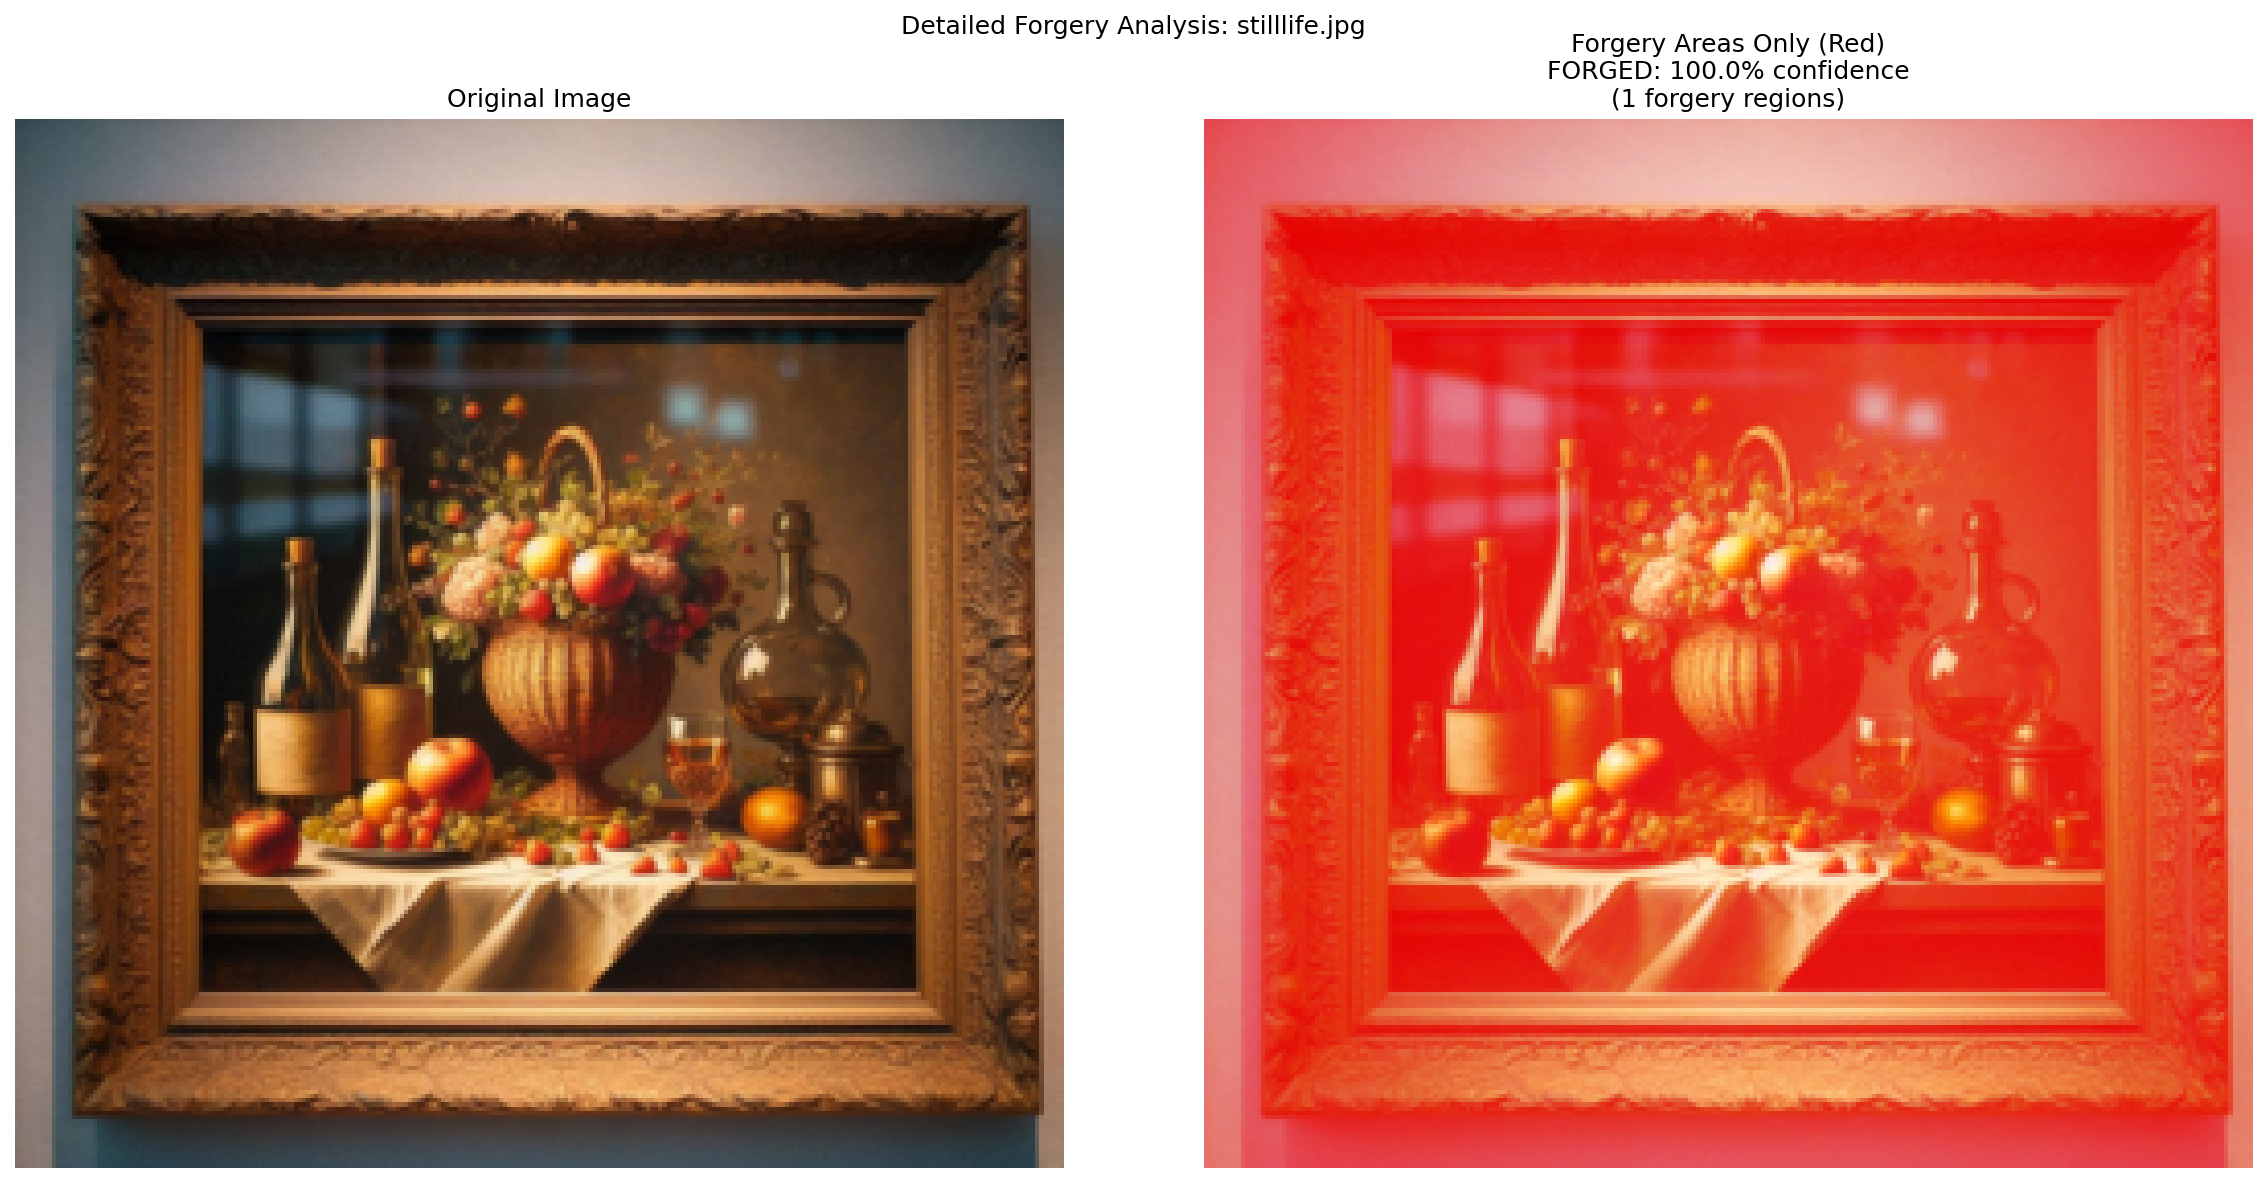 Detailed Forgery Analysis: stilllife.jpg
Original Image
Forgery Areas Only (Red)
FORGED: 100.0% confidence
(1 forgery regions)